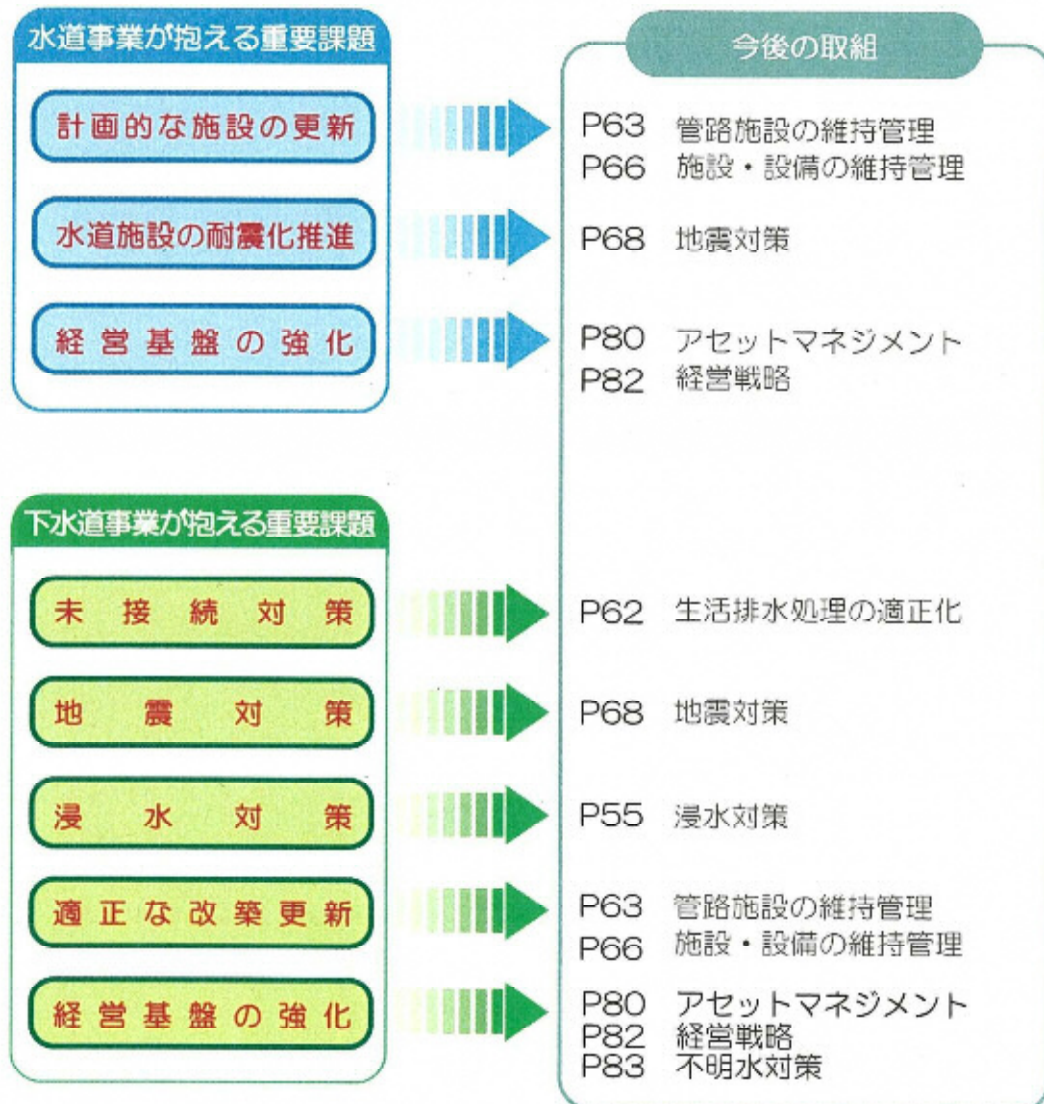 水道事業が抱える重要課題
今後の取組
計画的な施設の更新
P63 管路施設の維持管理
P66 施設・設備の維持管理
水道施設の耐震化推進
P68 地震対策
経営基盤の強化
P80 アセットマネジメント
P82 経営戦略
下水道事業が抱える重要課題
未接続対策
P62 生活排水処理の適正化
地震対策
P68 地震対策
浸水対策
P55 浸水対策
適正な改築更新
P63 管路施設の維持管理
P66 施設・設備の維持管理
経営基盤の強化
P80 アセットマネジメント
P82 経営戦略
P83 不明水対策